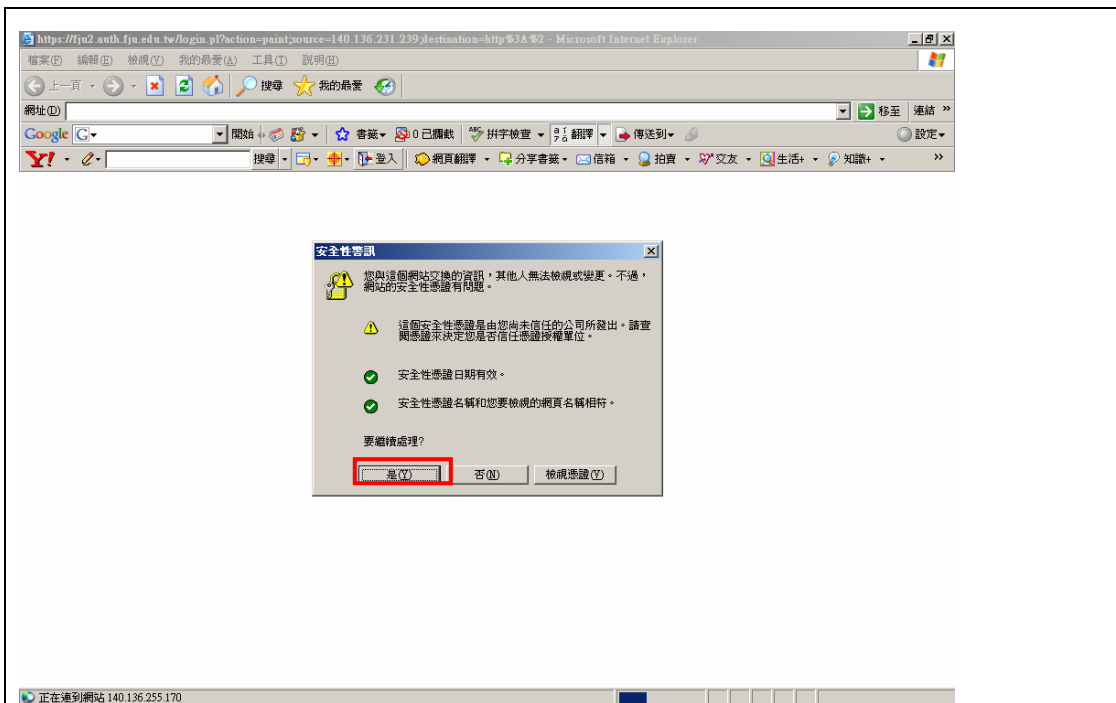 https://fju2.auth.fju.edu.tw/login.pl?action=paint;source=140.136.231.239;destination=http%3A%2 - Microsoft Internet Explorer
檔案(F) 編輯(E) 檢視(V) 我的最愛(A) 工具(T) 說明(H)
上一頁 搜尋 我的最愛
網址(D) 移至 連結 »
Google G 開始 書籤 0 已攔截 ABC 拼字檢查 翻譯 傳送到 設定
Y! 搜尋 登入 網頁翻譯 分享書籤 信箱 拍賣 交友 生活+ 知識+ »
安全性警訊
您與這個網站交換的資訊,其他人無法檢視或變更。不過,
網站的安全性憑證有問題。
這個安全性憑證是由您尚未信任的公司所發出。請查
閱憑證來決定您是否信任憑證授權單位。
安全性憑證日期有效。
安全性憑證名稱和您要檢視的網頁名稱相符。
要繼續處理?
是(Y) 否(N) 檢視憑證(V)
正在連到網站 140.136.255.170